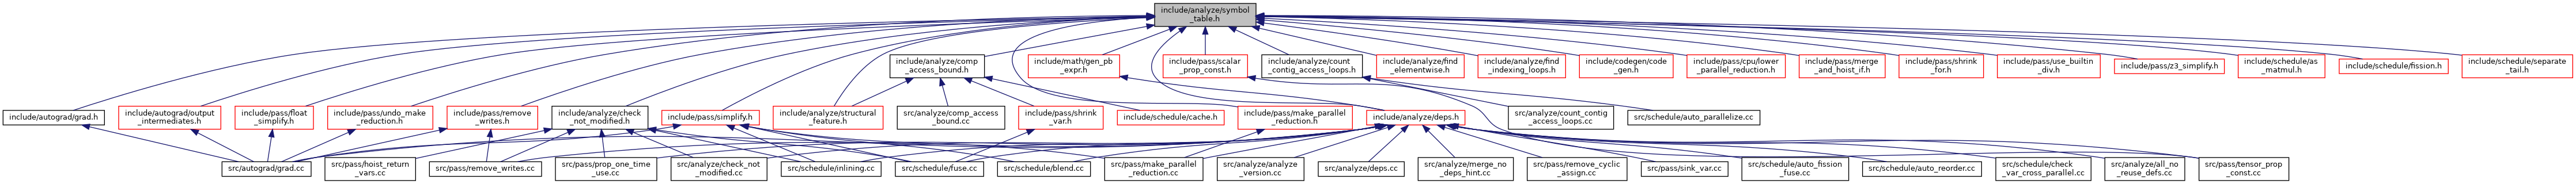 include/analyze/symbol
_table.h
include/analyze/comp
_access_bound.h
include/math/gen_pb
_expr.h
include/pass/scalar
_prop_const.h
include/analyze/count
_contig_access_loops.h
include/analyze/find
_elementwise.h
include/analyze/find
_indexing_loops.h
include/codegen/code
_gen.h
include/pass/cpu/lower
_parallel_reduction.h
include/pass/merge
_and_hoist_if.h
include/pass/shrink
_for.h
include/pass/use_builtin
_div.h
include/pass/z3_simplify.h
include/schedule/as
_matmul.h
include/schedule/fission.h
include/schedule/separate
_tail.h
include/autograd/grad.h
include/autograd/output
_intermediates.h
include/pass/float
_simplify.h
include/pass/undo_make
_reduction.h
include/pass/remove
_writes.h
include/analyze/check
_not_modified.h
include/pass/simplify.h
include/analyze/structural
_feature.h
src/analyze/comp_access
_bound.cc
include/pass/shrink
_var.h
include/schedule/cache.h
include/pass/make_parallel
_reduction.h
include/analyze/deps.h
src/analyze/count_contig
_access_loops.cc
src/schedule/auto_parallelize.cc
src/autograd/grad.cc
src/pass/hoist_return
_vars.cc
src/pass/remove_writes.cc
src/pass/prop_one_time
_use.cc
src/analyze/check_not
_modified.cc
src/schedule/inlining.cc
src/schedule/fuse.cc
src/schedule/blend.cc
src/pass/make_parallel
_reduction.cc
src/analyze/analyze
_version.cc
src/analyze/deps.cc
src/analyze/merge_no
_deps_hint.cc
src/pass/remove_cyclic
_assign.cc
src/pass/sink_var.cc
src/schedule/auto_fission
_fuse.cc
src/schedule/auto_reorder.cc
src/schedule/check
_var_cross_parallel.cc
src/analyze/all_no
_reuse_defs.cc
src/pass/tensor_prop
_const.cc